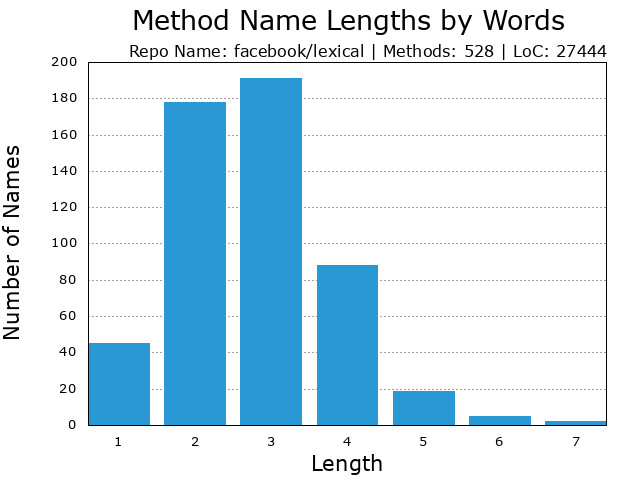 Method Name Lengths by Words
Repo Name: facebook/lexical | Methods: 528 | LoC: 27444
200
180
160
140
120
100
80
60
40
20
0
Number of Names
1 2 3 4 5 6 7
Length